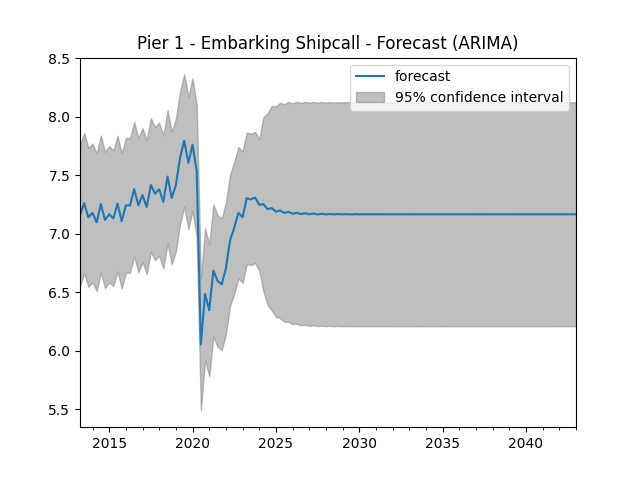 Pier 1 - Embarking Shipcall - Forecast (ARIMA)
forecast
95% confidence interval
8.5
8.0
7.5
7.0
6.5
6.0
5.5
2015 2020 2025 2030 2035 2040